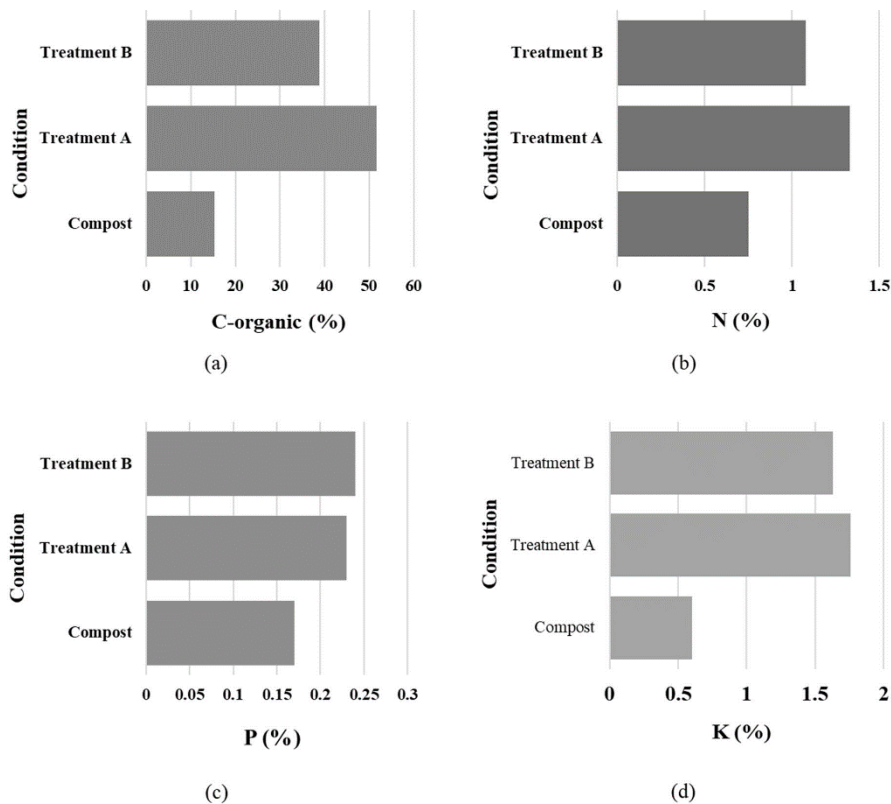 Condition
Treatment B
Treatment A
Compost
0 10 20 30 40 50 60
C-organic (%)
(a)
Condition
Treatment B
Treatment A
Compost
0 0.5 1 1.5
N (%)
(b)
Condition
Treatment B
Treatment A
Compost
0 0.05 0.1 0.15 0.2 0.25 0.3
P (%)
(c)
Condition
Treatment B
Treatment A
Compost
0 0.5 1 1.5 2
K (%)
(d)